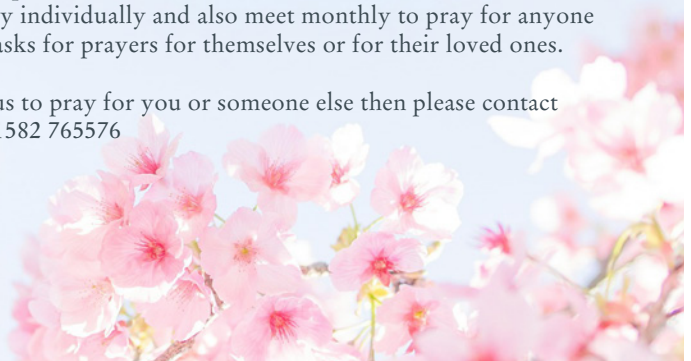 y individually and also meet monthly to pray for anyone
asks for prayers for themselves or for their loved ones.
us to pray for you or someone else then please contact
1582 765576